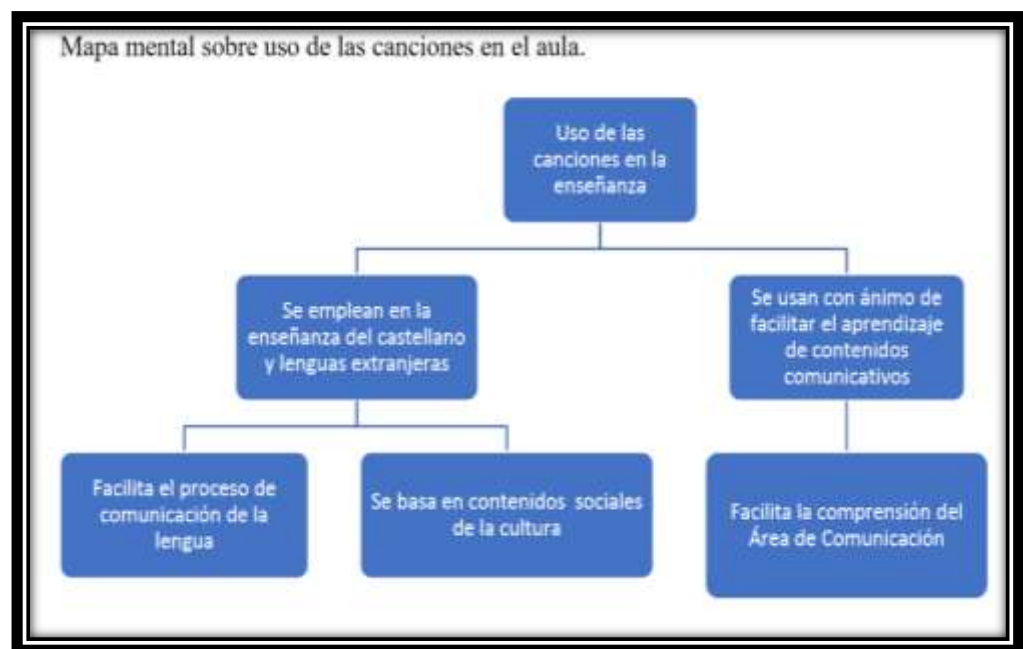 Mapa mental sobre uso de las canciones en el aula.
Uso de las
canciones en la
enseñanza
Se emplean en la
enseñanza del castellano
y lenguas extranjeras
Se usan con ánimo de
facilitar el aprendizaje
de contenidos
comunicativos
Facilita el proceso de
comunicación de la
lengua
Se basa en contenidos sociales
de la cultura
Facilita la comprensión del
Área de Comunicación